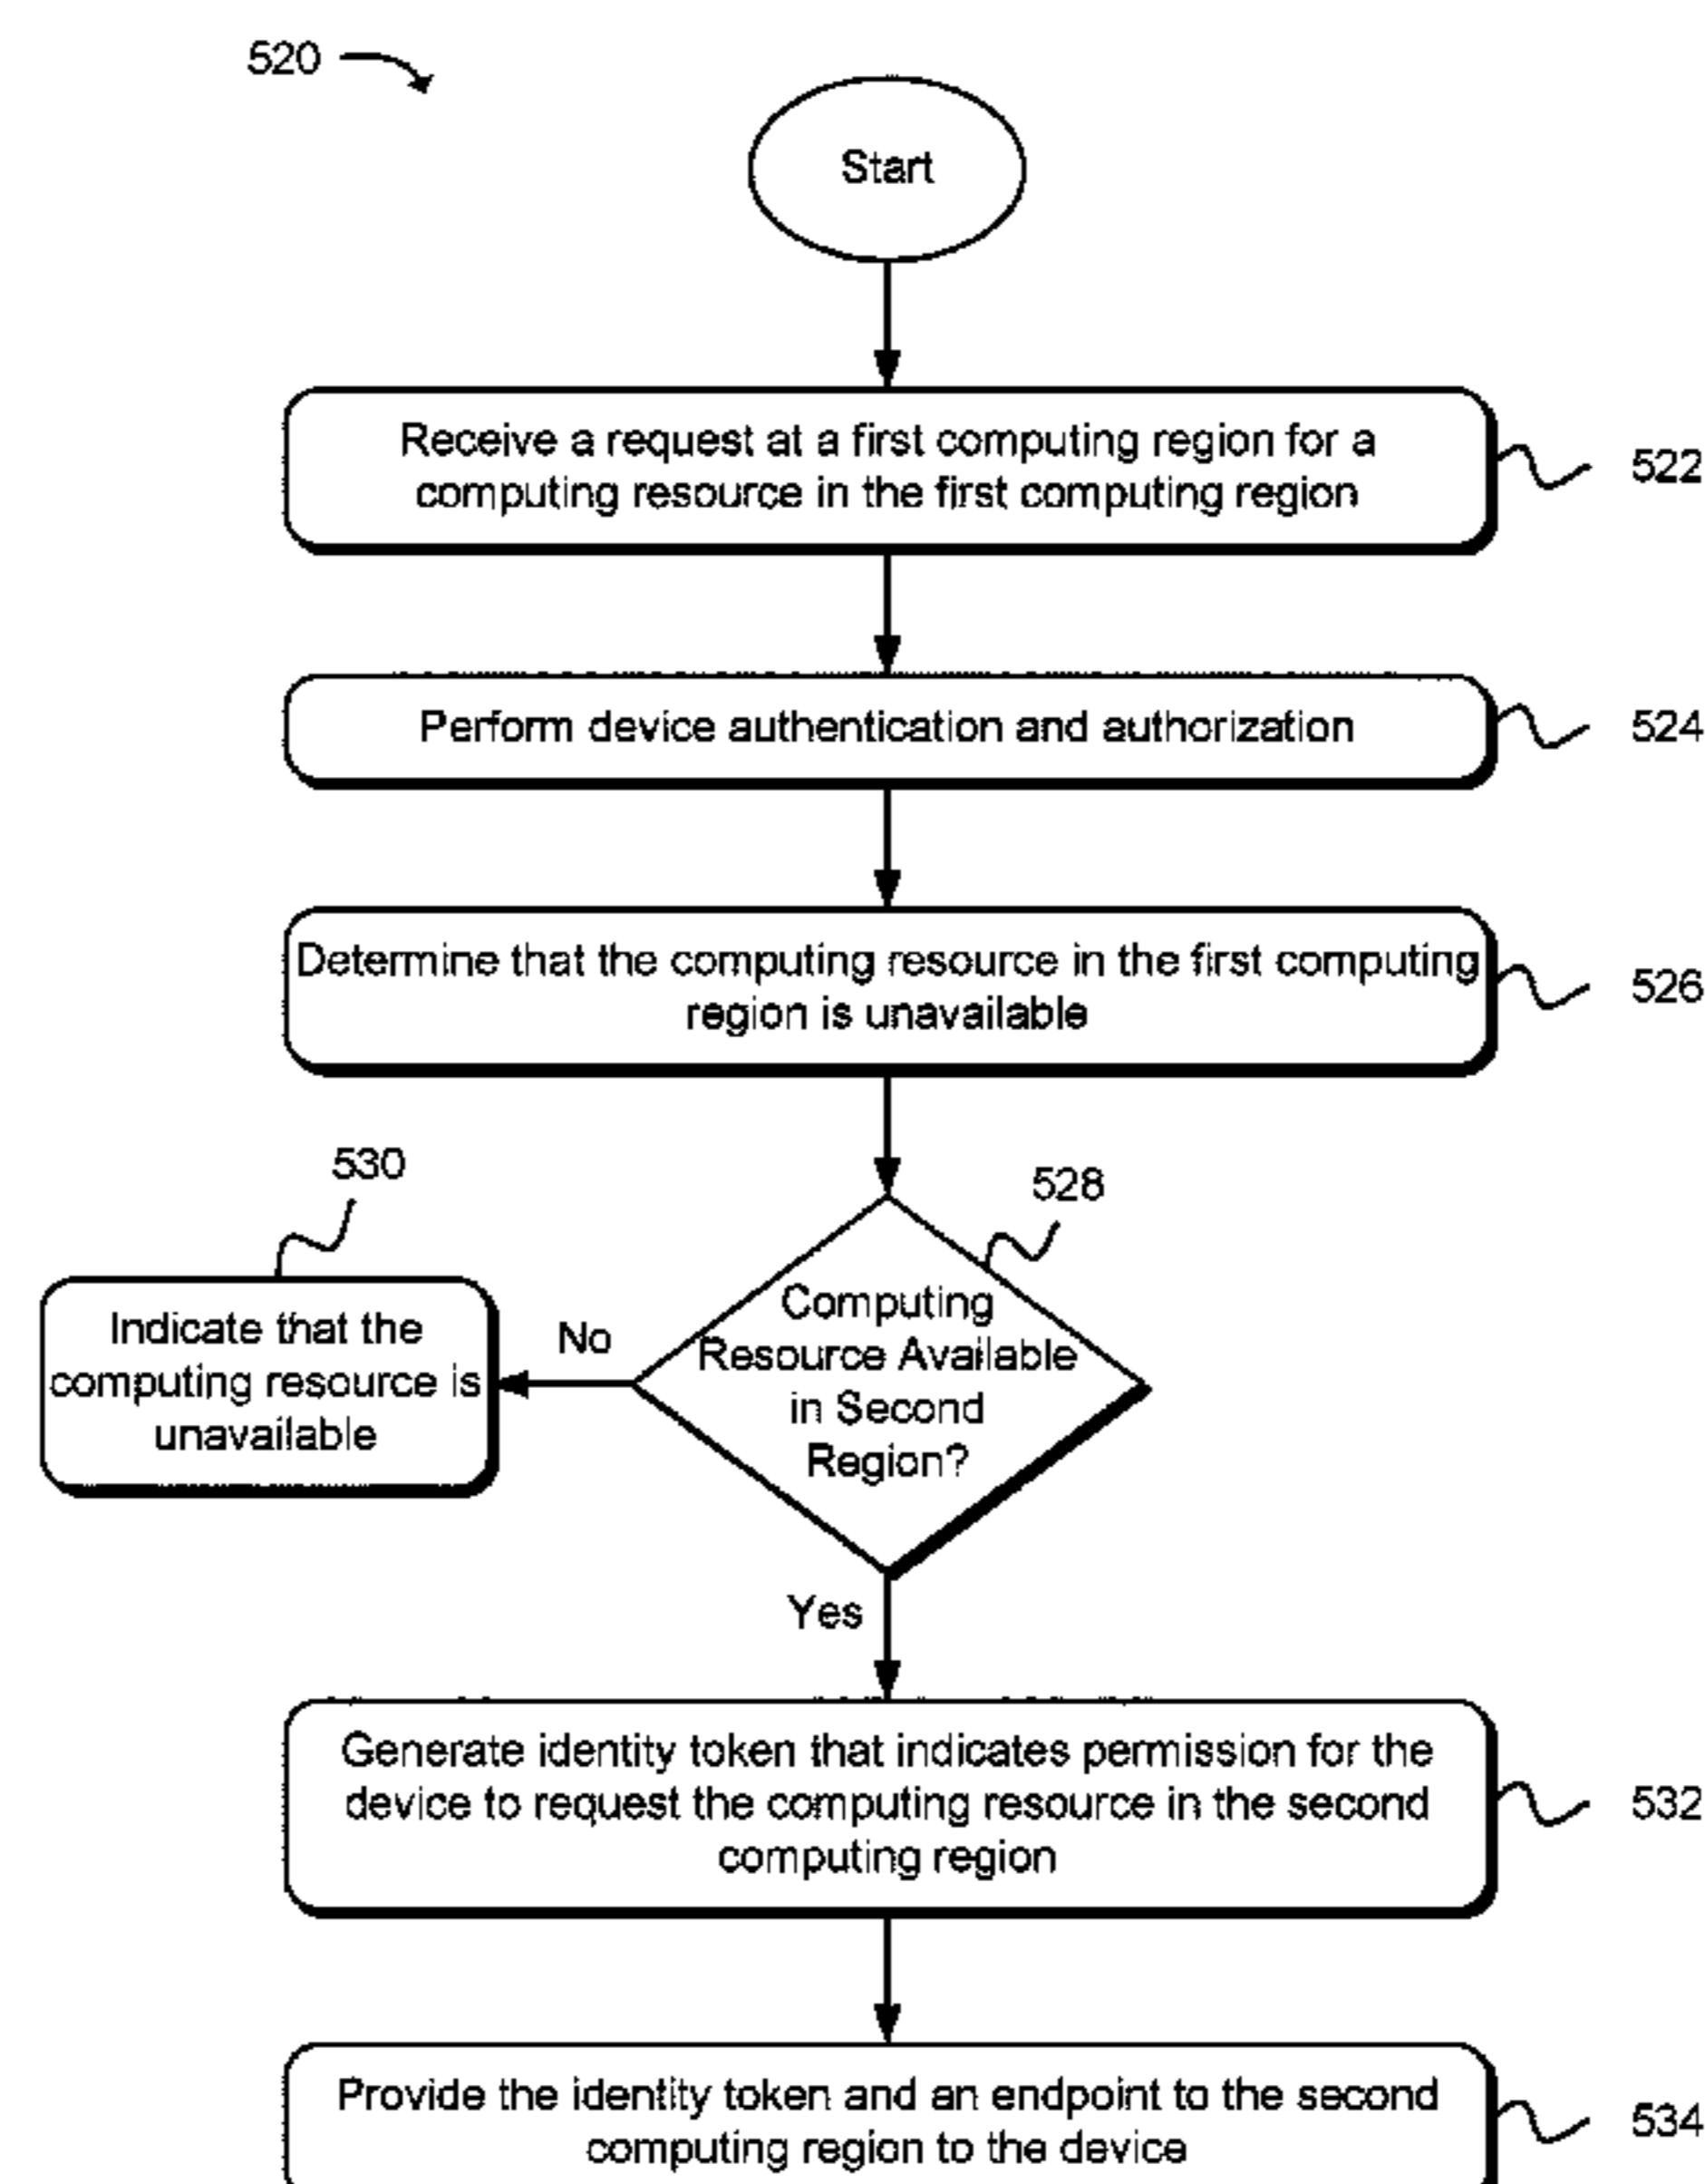 520
Start
Receive a request at a first computing region for a
computing resource in the first computing region
522
Perform device authentication and authorization
524
Determine that the computing resource in the first computing
region is unavailable
526
530
528
Indicate that the
computing resource is
unavailable
No
Computing
Resource Available
in Second
Region?
Yes
Generate identity token that indicates permission for the
device to request the computing resource in the second
computing region
532
Provide the identity token and an endpoint to the second
computing region to the device
534